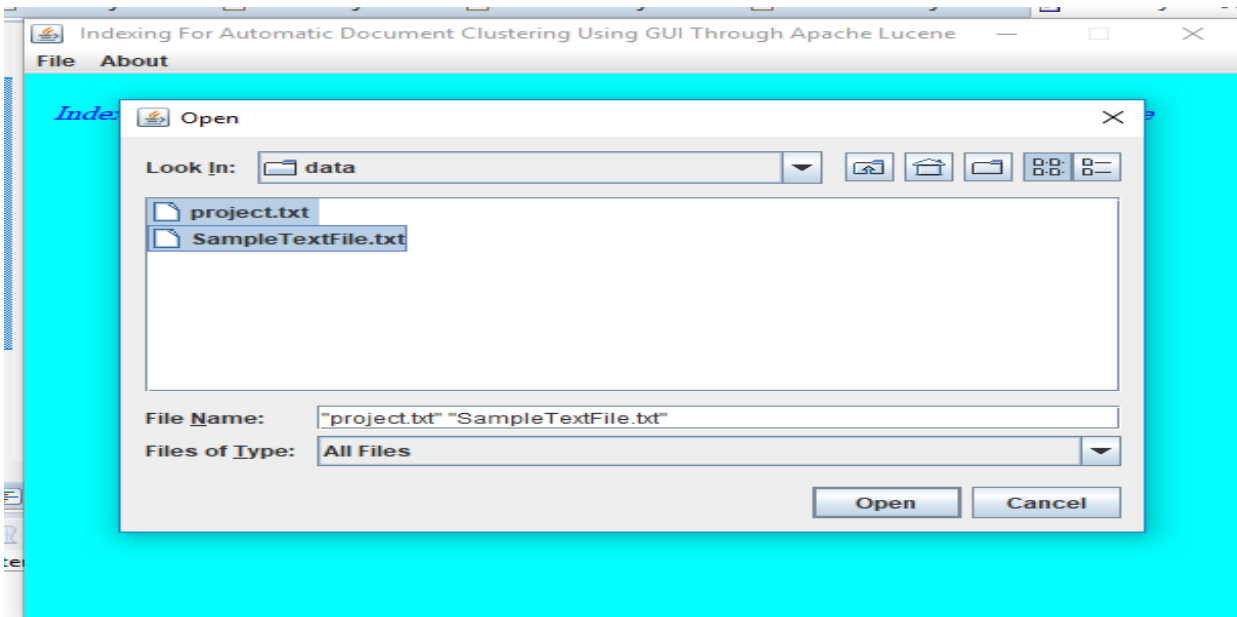 Indexing For Automatic Document Clustering Using GUI Through Apache Lucene
File About
Open
Look In: data
project.txt
SampleTextFile.txt
File Name: "project.txt" "SampleTextFile.txt"
Files of Type: All Files
Open Cancel